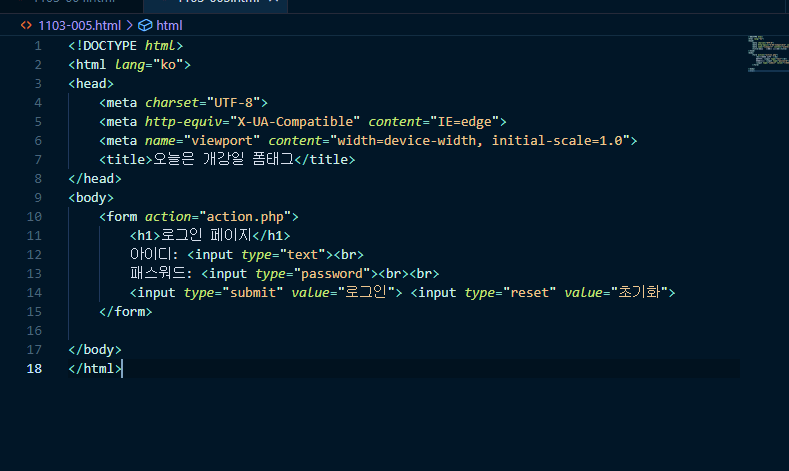 1103-005.html > html
1 <!DOCTYPE html>
2 <html lang="ko">
3 <head>
4 <meta charset="UTF-8">
5 <meta http-equiv="X-UA-Compatible" content="IE=edge">
6 <meta name="viewport" content="width=device-width, initial-scale=1.0">
7 <title>오늘은 개강일 폼태그</title>
8 </head>
9 <body>
10 <form action="action.php">
11 <h1>로그인 페이지</h1>
12 아이디: <input type="text"><br>
13 패스워드: <input type="password"><br><br>
14 <input type="submit" value="로그인"> <input type="reset" value="초기화">
15 </form>
16
17 </body>
18 </html>